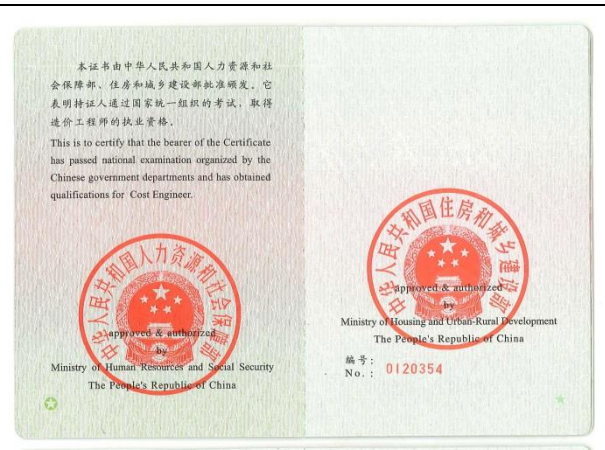 本证书由中华人民共和国人力资源和社
会保障部、住房和城乡建设部批准颁发，它
表明持证人通过国家统一组织的考试，取得
造价工程师的执业资格。
This is to certify that the bearer of the Certificate
has passed national examination organized by the
Chinese government departments and has obtained
qualifications for Cost Engineer.
中华人民共和国人力资源和社会保障部
approved & authorized
by
Ministry of Human Resources and Social Security
The People's Republic of China
中华人民共和国住房和城乡建设部
approved & authorized
by
Ministry of Housing and Urban-Rural Development
The People's Republic of China
编号：
No.： 0120354